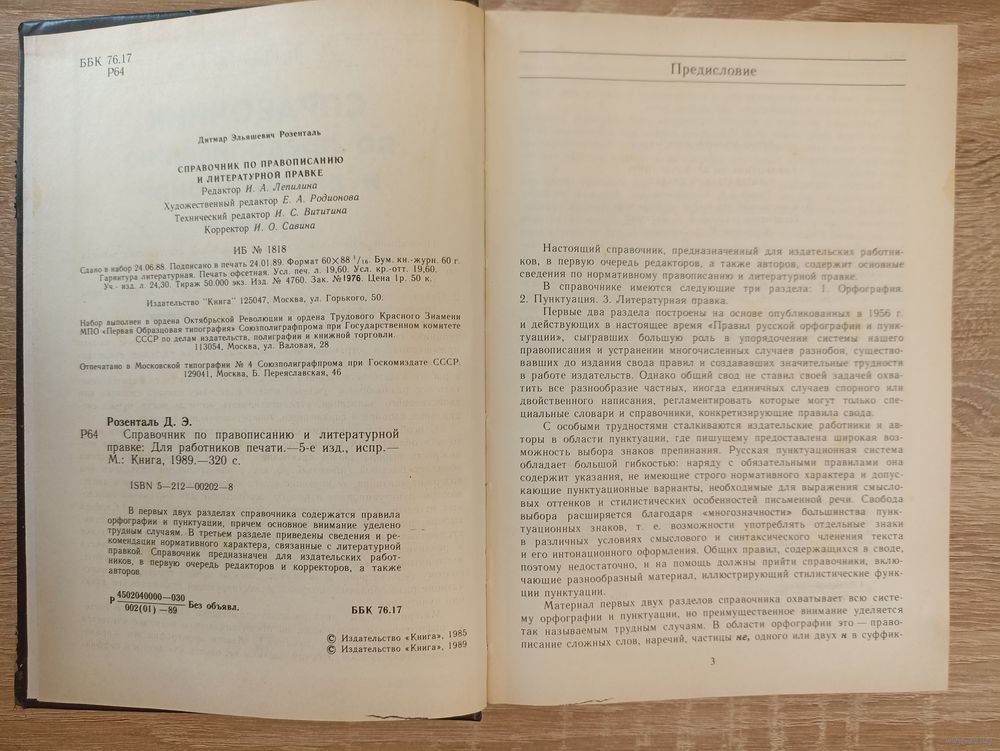 ББК 76.17
Р64
Дитмар Эльяшевич Розенталь
СПРАВОЧНИК ПО ПРАВОПИСАНИЮ
И ЛИТЕРАТУРНОЙ ПРАВКЕ
Редактор И. А. Лепилина
Художественный редактор Е. А. Родионова
Технический редактор И. С. Вититина
Корректор И. О. Савина
ИБ № 1818
Сдано в набор 24.06.88. Подписано в печать 24.01.89. Формат 60×88 1/16. Бум. кн.-журн. 60 г.
Гарнитура литературная. Печать офсетная. Усл. печ. л. 19,60. Усл. кр.-отт. 19,60.
Уч.-изд. л. 24,30. Тираж 50.000 экз. Изд. № 4760. Зак. №1976. Цена 1р. 50 к.
Издательство "Книга" 125047, Москва, ул. Горького, 50.
Набор выполнен в ордена Октябрьской Революции и ордена Трудового Красного Знамени
МПО «Первая Образцовая типография» Союзполиграфпрома при Государственном комитете
СССР по делам издательств, полиграфии и книжной торговли.
113054, Москва, ул. Валовая, 28
Отпечатано в Московской типографии № 4 Союзполиграфпрома при Госкомиздате СССР.
129041, Москва, Б. Переяславская, 46
Розенталь Д. Э.
Р64 Справочник по правописанию и литературной
правке: Для работников печати.—5-е изд., испр.—
М.: Книга, 1989.—320 с.
ISBN 5—212—00202—8
В первых двух разделах справочника содержатся правила
орфографии и пунктуации, причем основное внимание уделено
трудным случаям. В третьем разделе приведены сведения и ре-
комендации нормативного характера, связанные с литературной
правкой. Справочник предназначен для издательских работ-
ников, в первую очередь редакторов и корректоров, а также
авторов.
Р 4502040000—030
002(01) —89 Без объявл.
ББК 76.17
© Издательство «Книга», 1985
© Издательство «Книга», 1989
Предисловие
Настоящий справочник, предназначенный для издательских работни-
ков, в первую очередь редакторов, а также авторов, содержит основные
сведения по нормативному правописанию и литературной правке.
В справочнике имеются следующие три раздела: 1. Орфография.
2. Пунктуация. 3. Литературная правка.
Первые два раздела построены на основе опубликованных в 1956 г.
и действующих в настоящее время «Правил русской орфографии и пунк-
туации», сыгравших большую роль в упорядочении системы нашего
правописания и устранении многочисленных случаев разнобоя, существо-
вавших до издания свода правил и создававших значительные трудности
в работе издательств. Однако общий свод не ставил своей задачей охва-
тить все разнообразие частных, иногда единичных случаев спорного или
двойственного написания, регламентировать которые могут только спе-
циальные словари и справочники, конкретизирующие правила свода.
С особыми трудностями сталкиваются издательские работники и ав-
торы в области пунктуации, где пишущему предоставлена широкая воз-
можность выбора знаков препинания. Русская пунктуационная система
обладает большой гибкостью: наряду с обязательными правилами она
содержит указания, не имеющие строго нормативного характера и допус-
кающие пунктуационные варианты, необходимые для выражения смысло-
вых оттенков и стилистических особенностей письменной речи. Свобода
выбора расширяется благодаря «многозначности» большинства пунк-
туационных знаков, т. е. возможности употреблять отдельные знаки
в различных условиях смыслового и синтаксического членения текста
и его интонационного оформления. Общих правил, содержащихся в своде,
поэтому недостаточно, и на помощь должны прийти справочники, вклю-
чающие разнообразный материал, иллюстрирующий стилистические функ-
ции пунктуации.
Материал первых двух разделов справочника охватывает всю систе-
му орфографии и пунктуации, но преимущественное внимание уделяется
так называемым трудным случаям. В области орфографии это — право-
писание сложных слов, наречий, частицы не, одного или двух н в суффик-
3